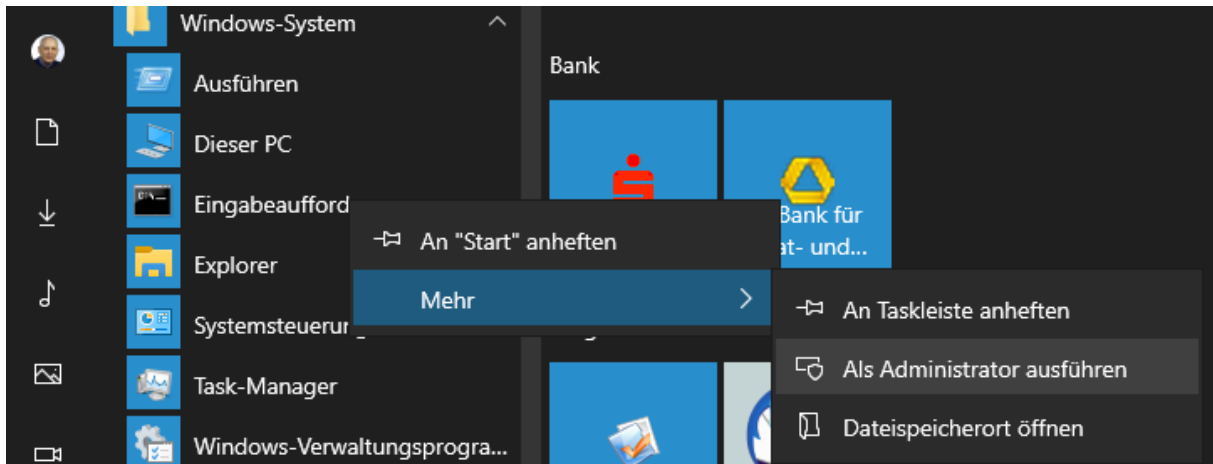 Windows-System
Ausführen
Dieser PC
Eingabeaufford
Explorer
Systemsteuerun
Task-Manager
Windows-Verwaltungsprogra...
Bank
Bank für
at- und...
An "Start" anheften
Mehr
An Taskleiste anheften
Als Administrator ausführen
Dateispeicherort öffnen